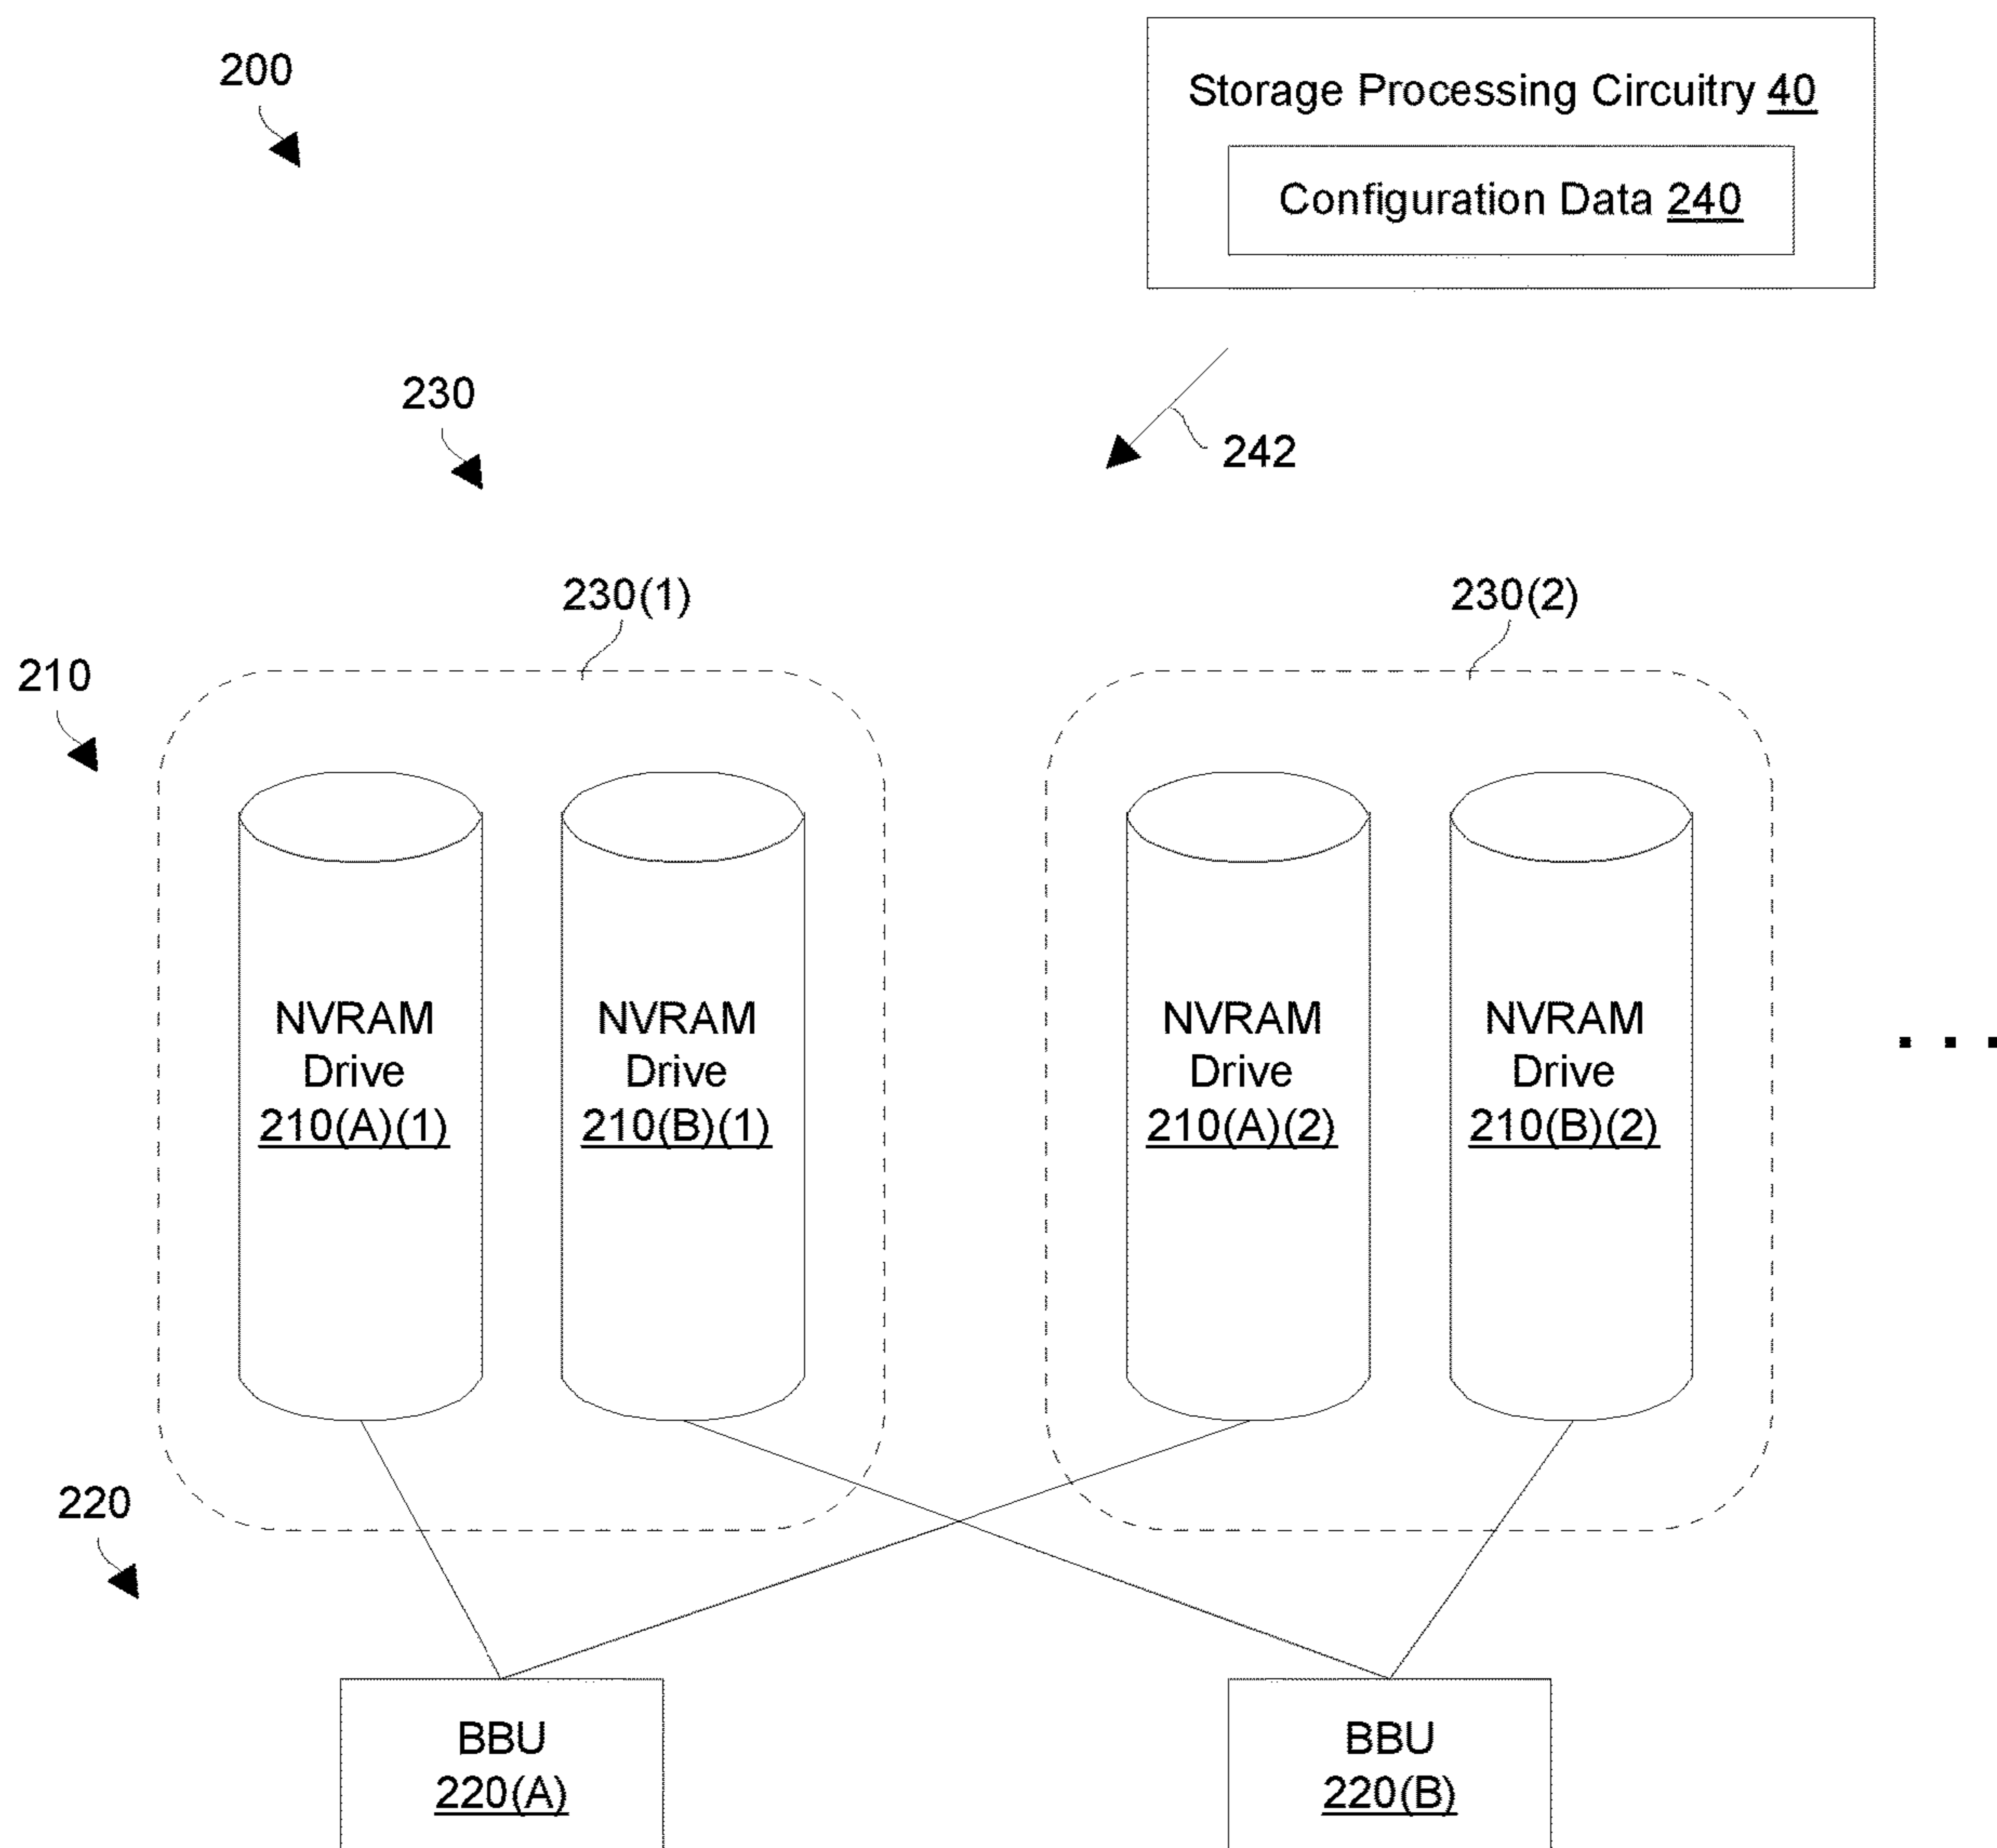 200
Storage Processing Circuitry 40
Configuration Data 240
230
242
230(1)
230(2)
210
NVRAM
Drive
210(A)(1)
NVRAM
Drive
210(B)(1)
NVRAM
Drive
210(A)(2)
NVRAM
Drive
210(B)(2)
. . .
220
BBU
220(A)
BBU
220(B)